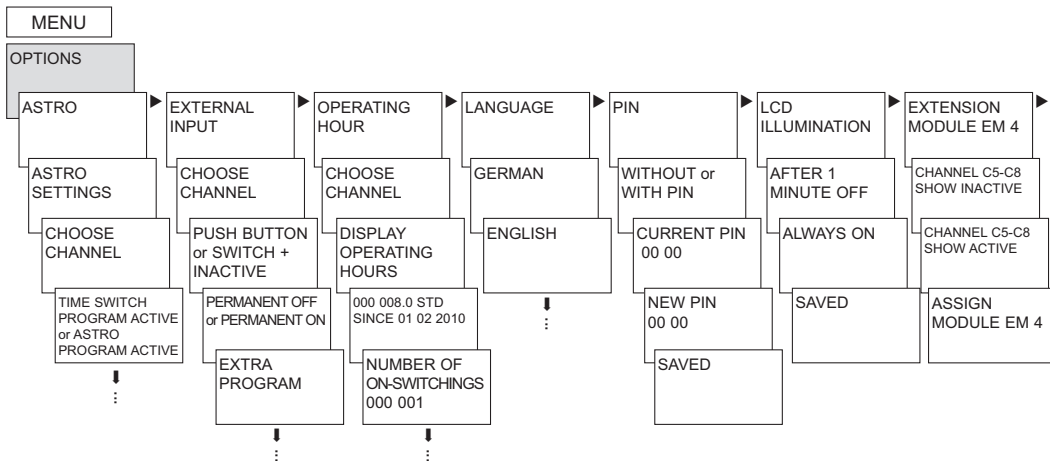 MENU
OPTIONS
ASTRO
ASTRO
SETTINGS
CHOOSE
CHANNEL
TIME SWITCH
PROGRAM ACTIVE
or ASTRO
PROGRAM ACTIVE
EXTERNAL
INPUT
CHOOSE
CHANNEL
PUSH BUTTON
or SWITCH +
INACTIVE
PERMANENT OFF
or PERMANENT ON
EXTRA
PROGRAM
OPERATING
HOUR
CHOOSE
CHANNEL
DISPLAY
OPERATING
HOURS
000 008.0 STD
SINCE 01 02 2010
NUMBER OF
ON-SWITCHINGS
000 001
LANGUAGE
GERMAN
ENGLISH
PIN
WITHOUT or
WITH PIN
CURRENT PIN
00 00
NEW PIN
00 00
SAVED
LCD
ILLUMINATION
AFTER 1
MINUTE OFF
ALWAYS ON
SAVED
EXTENSION
MODULE EM 4
CHANNEL C5-C8
SHOW INACTIVE
CHANNEL C5-C8
SHOW ACTIVE
ASSIGN
MODULE EM 4